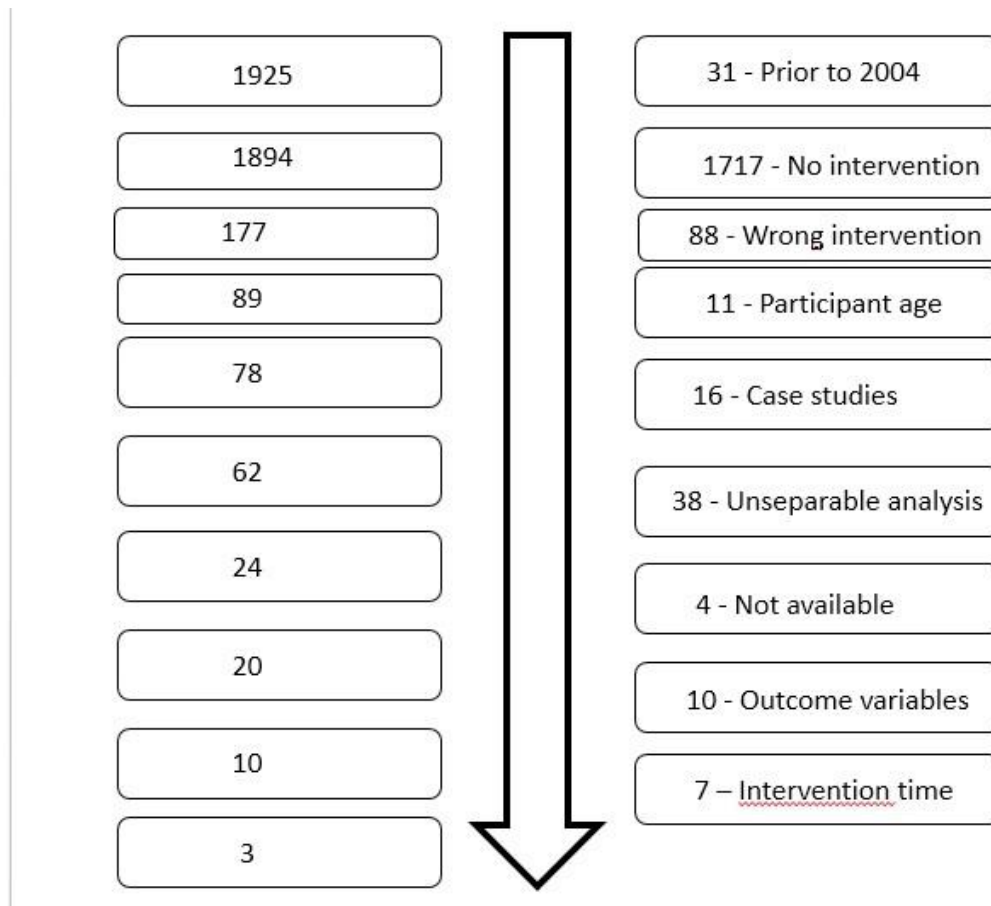 1925
31 - Prior to 2004
1894
1717 - No intervention
177
88 - Wrong intervention
89
11 - Participant age
78
16 - Case studies
62
38 - Unseparable analysis
24
4 - Not available
20
10 - Outcome variables
10
7 – Intervention time
3